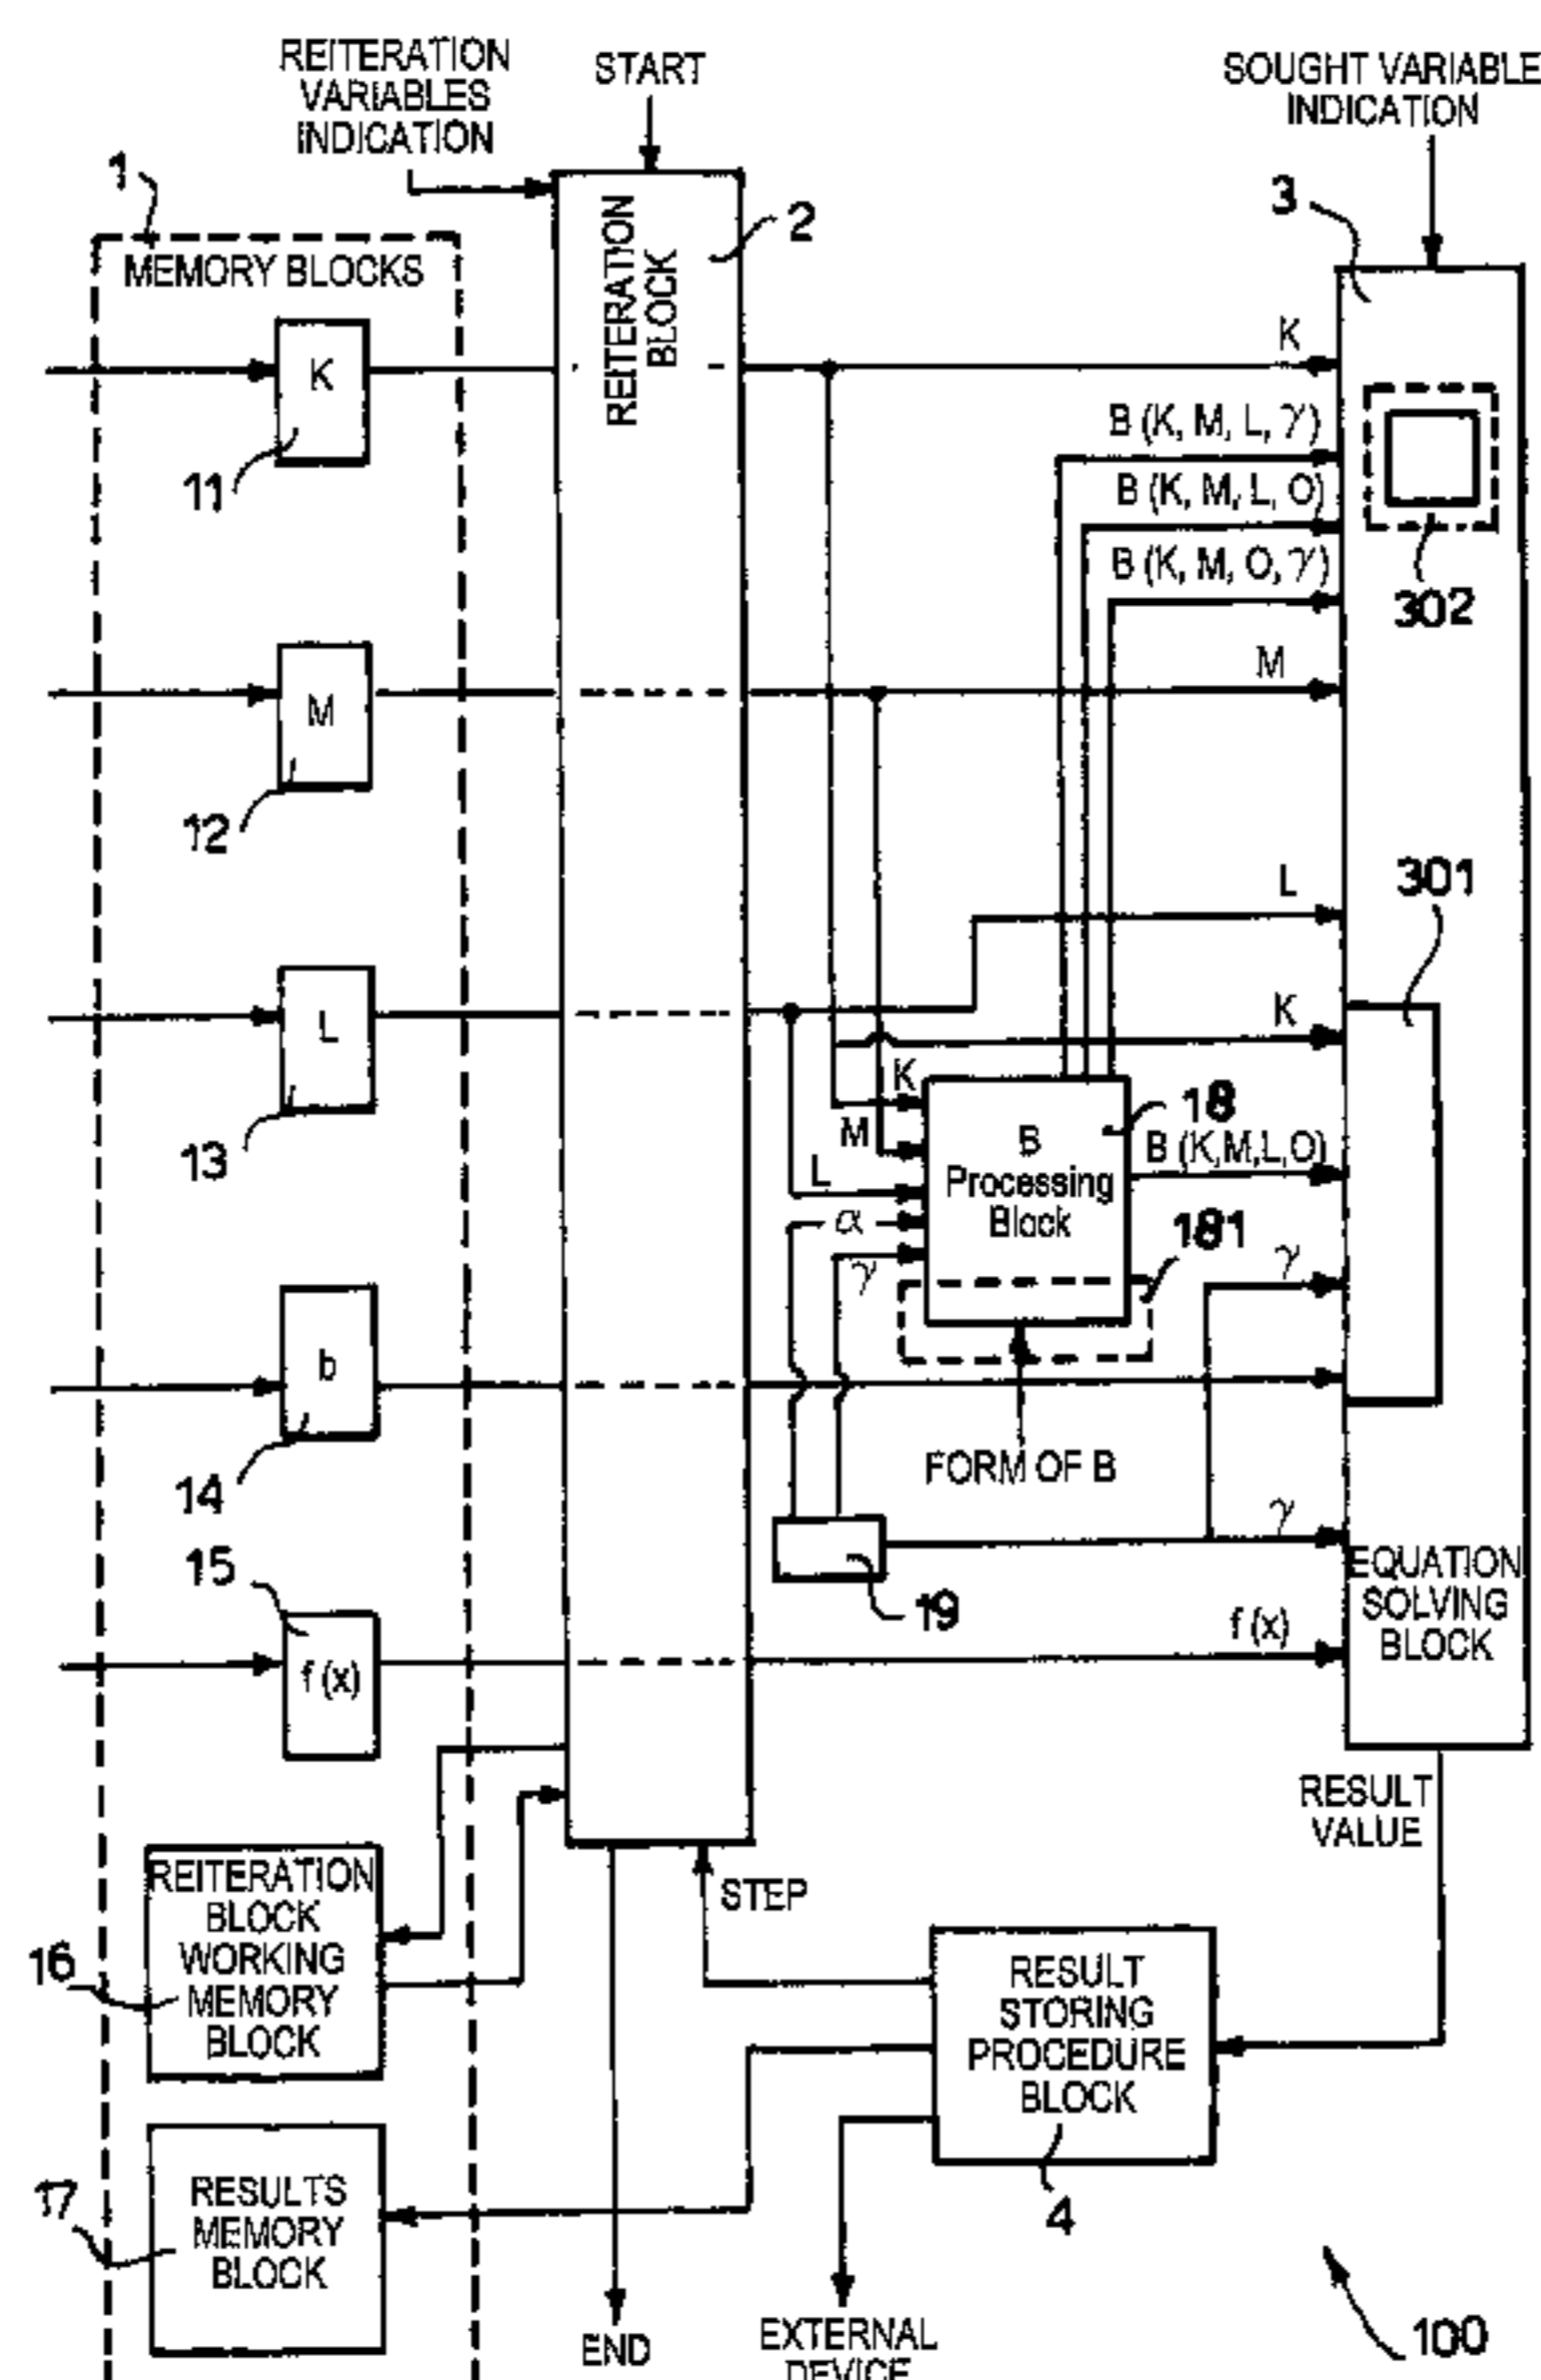 REITERATION
VARIABLES
INDICATION
START
SOUGHT VARIABLE
INDICATION
1
MEMORY BLOCKS
REITERATION
BLOCK
2
3
K
11
K
B (K, M, L, γ)
B (K, M, L, O)
B (K, M, O, γ)
302
M
12
M
L
13
L
301
K
K
M
L
α
γ
B
Processing
Block
18
B (K,M,L,O)
181
γ
b
14
FORM OF B
15
f (x)
19
γ
f (x)
EQUATION
SOLVING
BLOCK
RESULT
VALUE
REITERATION
BLOCK
WORKING
MEMORY
BLOCK
16
STEP
RESULT
STORING
PROCEDURE
BLOCK
4
RESULTS
MEMORY
BLOCK
17
END
EXTERNAL
DEVICE
100